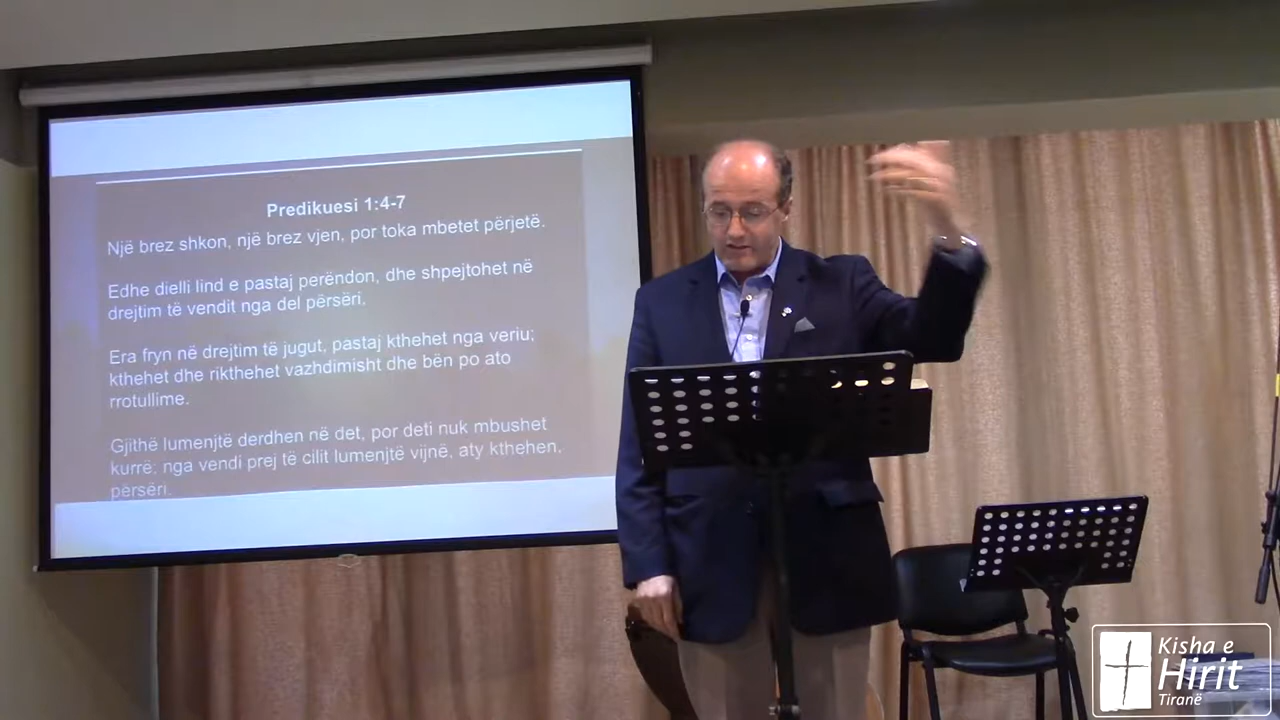 Predikuesi 1:4-7
Një brez shkon, një brez vjen, por toka mbetet përjetë.
Edhe dielli lind e pastaj perëndon, dhe shpejtohet në
drejtim të vendit nga del përsëri.
Era fryn në drejtim të jugut, pastaj kthehet nga veriu;
kthehet dhe rikthehet vazhdimisht dhe bën po ato
rrotullime.
Gjithë lumenjtë derdhen në det, por deti nuk mbushet
kurrë; nga vendi prej të cilit lumenjtë vijnë, aty kthehen,
përsëri.
Kisha e
Hirit
Tiranë